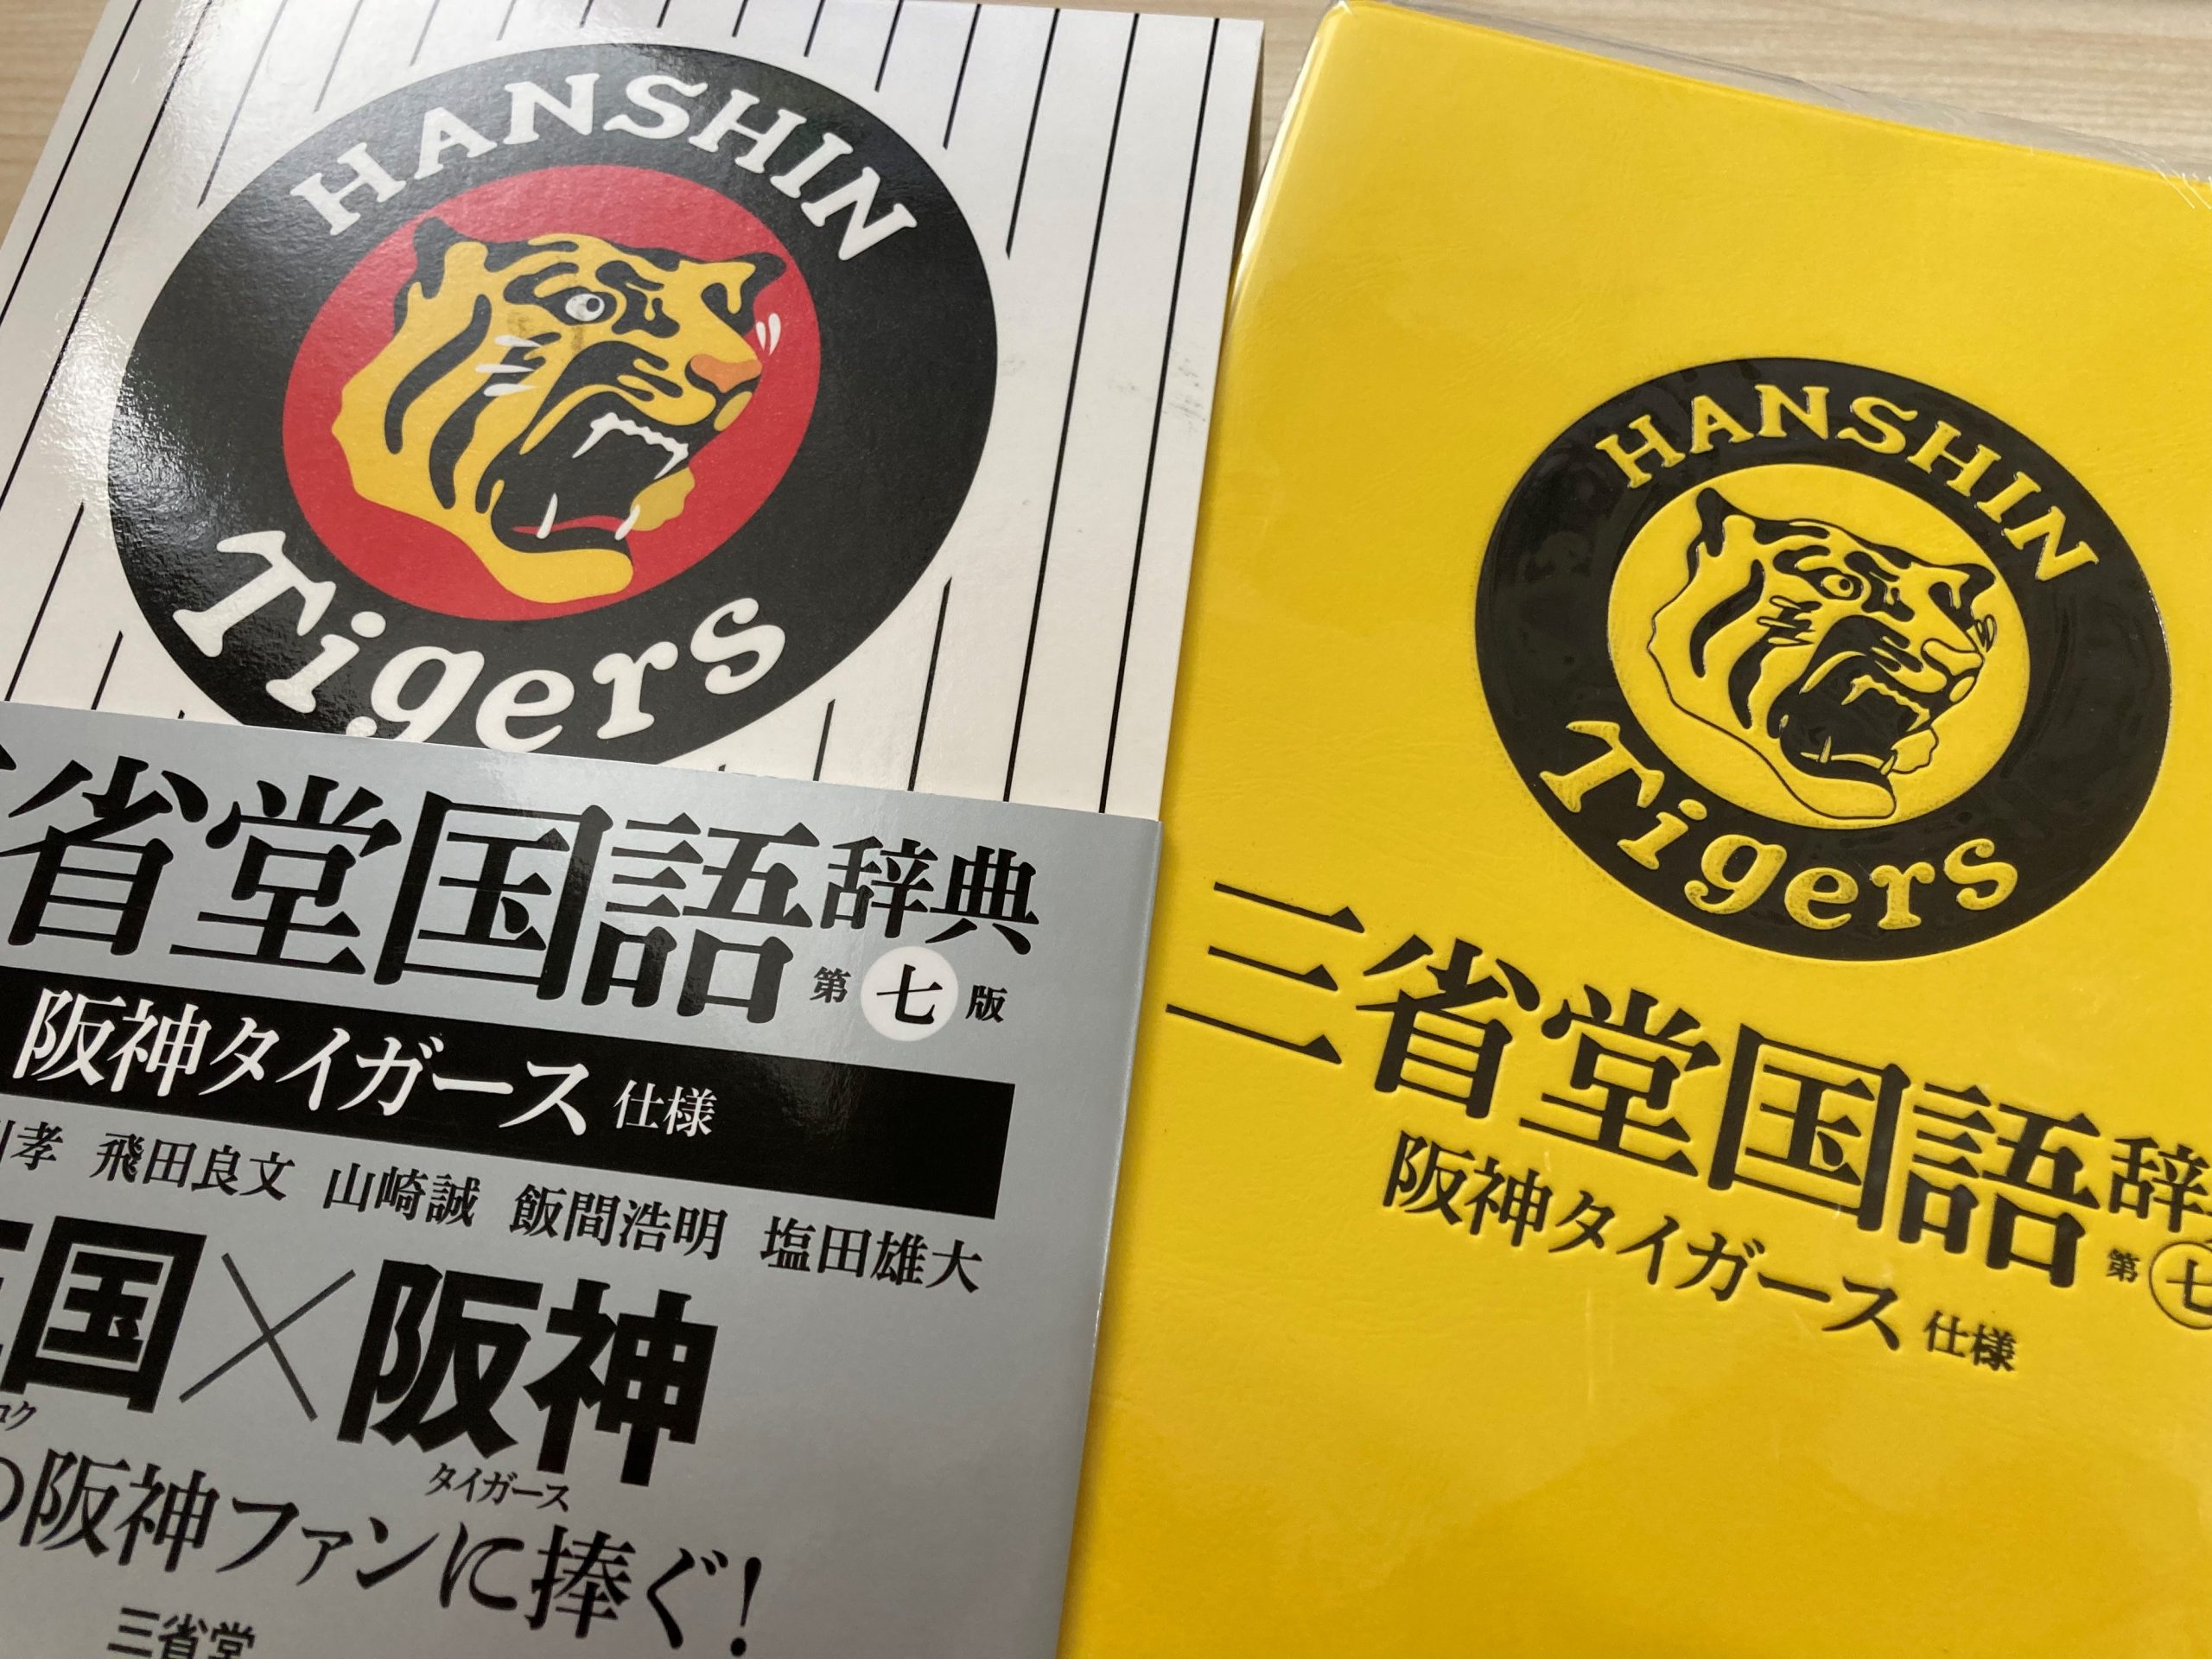 HANSHIN
Tigers
省堂国語辞典
第七版
阪神タイガース 仕様
孝 飛田良文 山崎誠 飯間浩明 塩田雄大
国×阪神
タイガース
阪神ファンに捧ぐ!
三省堂
HANSHIN
Tigers
三省堂国語辞
第七
阪神タイガース 仕様